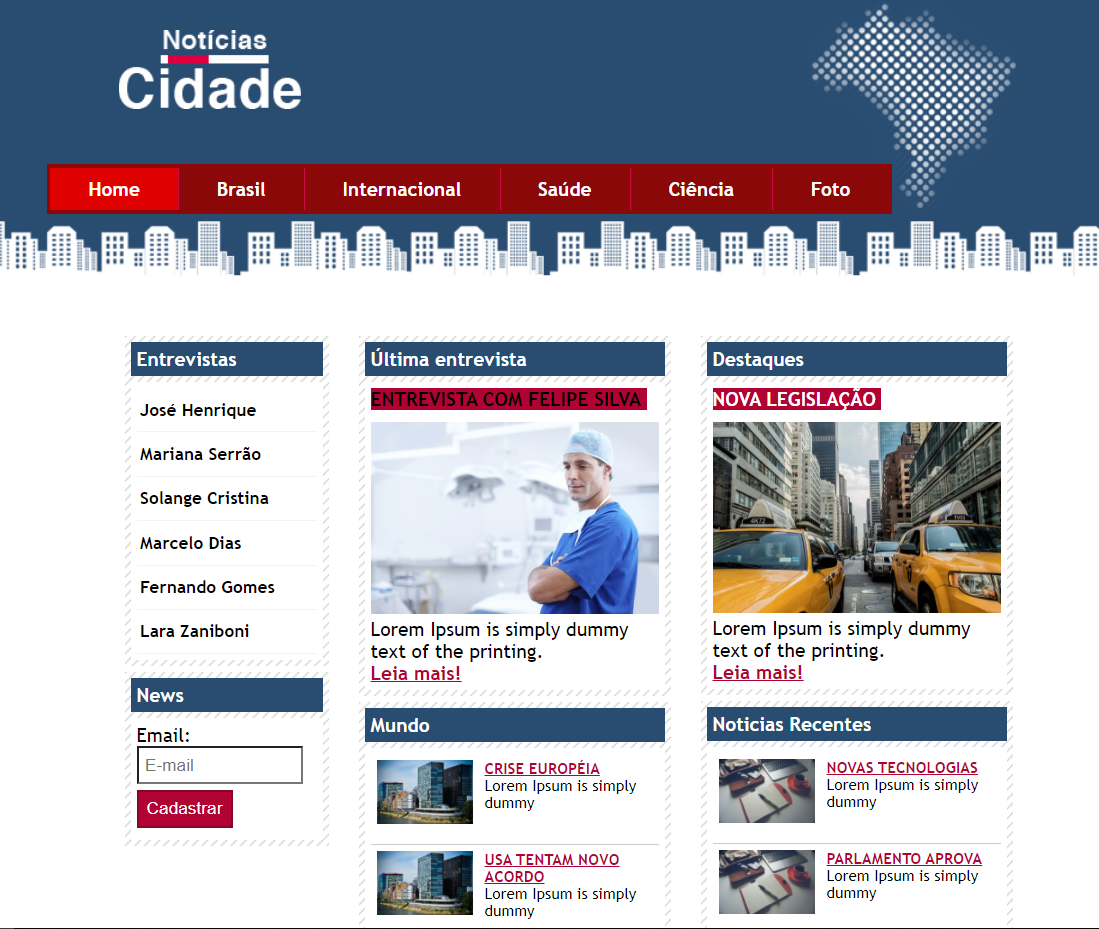 Notícias
Cidade
Home Brasil Internacional Saúde Ciência Foto
Entrevistas
José Henrique
Mariana Serrão
Solange Cristina
Marcelo Dias
Fernando Gomes
Lara Zaniboni
News
Email:
E-mail
Cadastrar
Última entrevista
ENTREVISTA COM FELIPE SILVA
Lorem Ipsum is simply dummy
text of the printing.
Leia mais!
Mundo
CRISE EUROPÉIA
Lorem Ipsum is simply
dummy
USA TENTAM NOVO
ACORDO
Lorem Ipsum is simply
dummy
Destaques
NOVA LEGISLAÇÃO
4K72
Lorem Ipsum is simply dummy
text of the printing.
Leia mais!
Noticias Recentes
NOVAS TECNOLOGIAS
Lorem Ipsum is simply
dummy
PARLAMENTO APROVA
Lorem Ipsum is simply
dummy